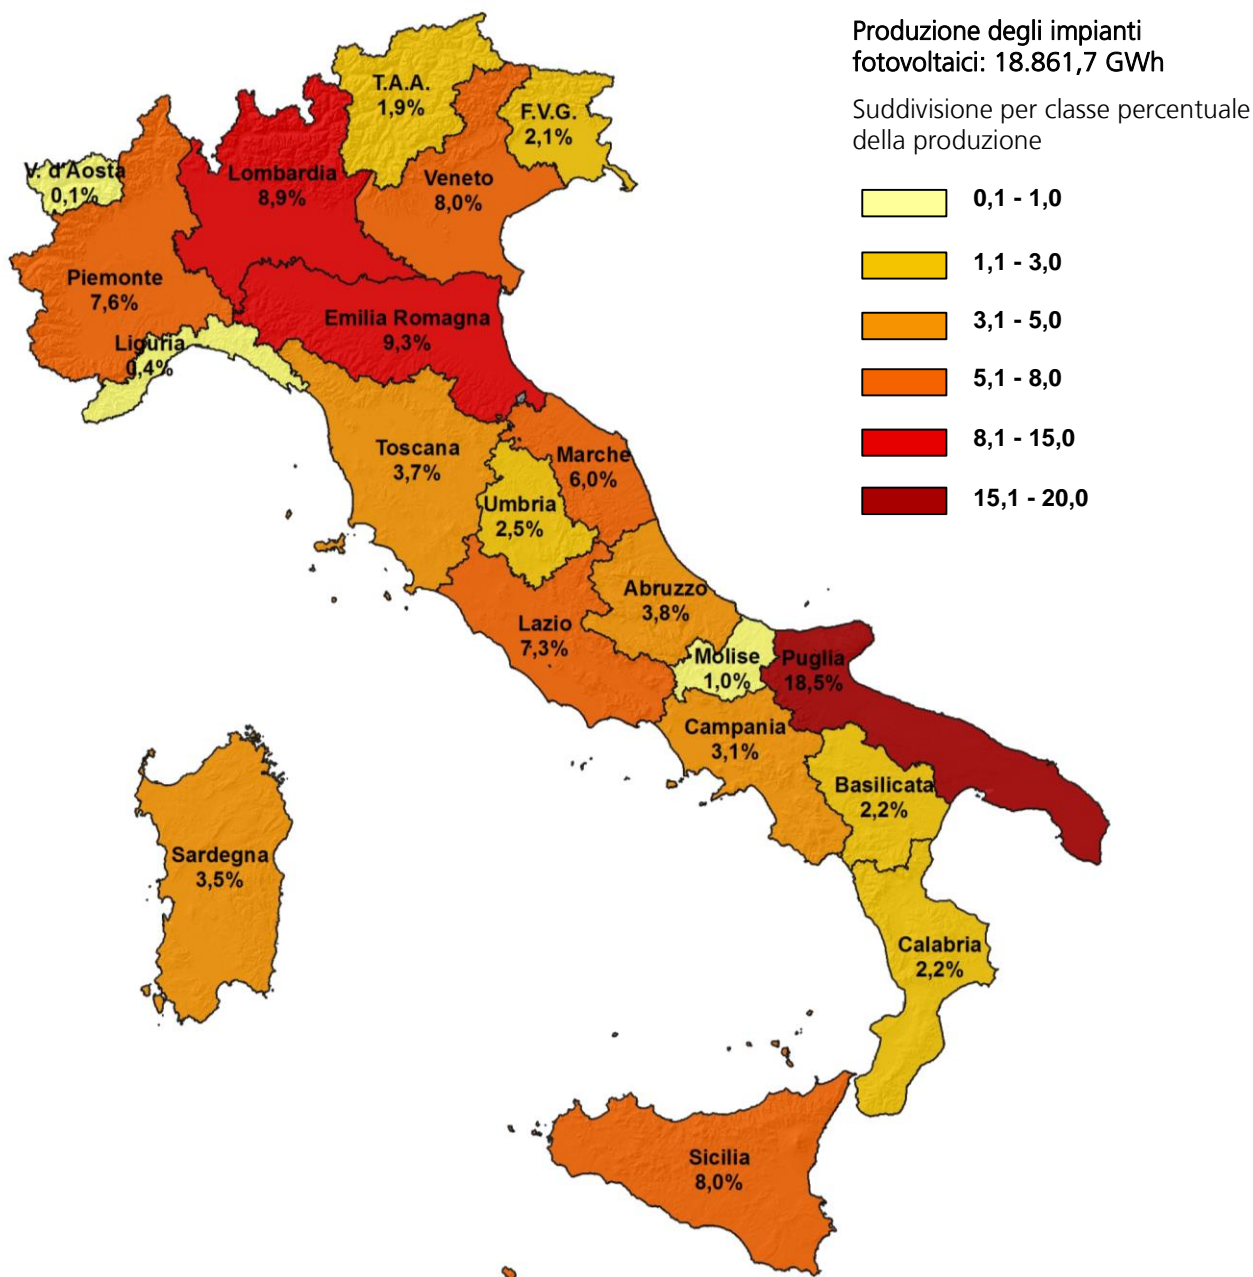 Produzione degli impianti
fotovoltaici: 18.861,7 GWh
Suddivisione per classe percentuale
della produzione
0,1 - 1,0
1,1 - 3,0
3,1 - 5,0
5,1 - 8,0
8,1 - 15,0
15,1 - 20,0
T.A.A.
1,9%
F.V.G.
2,1%
V. d'Aosta
0,1%
Lombardia
8,9%
Veneto
8,0%
Piemonte
7,6%
Emilia Romagna
9,3%
Liguria
0,4%
Toscana
3,7%
Marche
6,0%
Umbria
2,5%
Abruzzo
3,8%
Lazio
7,3%
Molise
1,0%
Puglia
18,5%
Campania
3,1%
Basilicata
2,2%
Sardegna
3,5%
Calabria
2,2%
Sicilia
8,0%